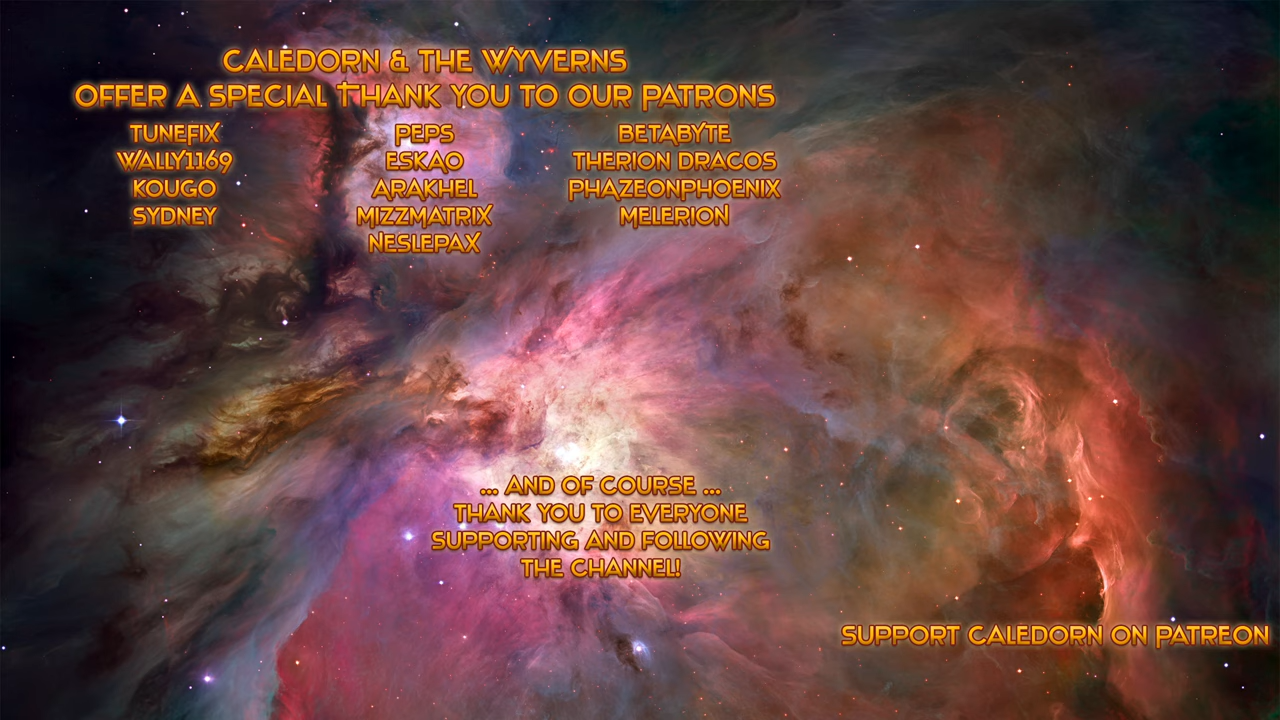 CALEDORN & THE WYVERNS
OFFER A SPECIAL THANK YOU TO OUR PATRONS
TUNEFIX
WALLY1169
KOUGO
SYDNEY
PEPS
ESKAO
ARAKHEL
MIZZMATRIX
NESLEPAX
BETABYTE
THERION DRACOS
PHAZEONPHOENIX
MELERION
... AND OF COURSE ...
THANK YOU TO EVERYONE
SUPPORTING AND FOLLOWING
THE CHANNEL!
SUPPORT CALEDORN ON PATREON